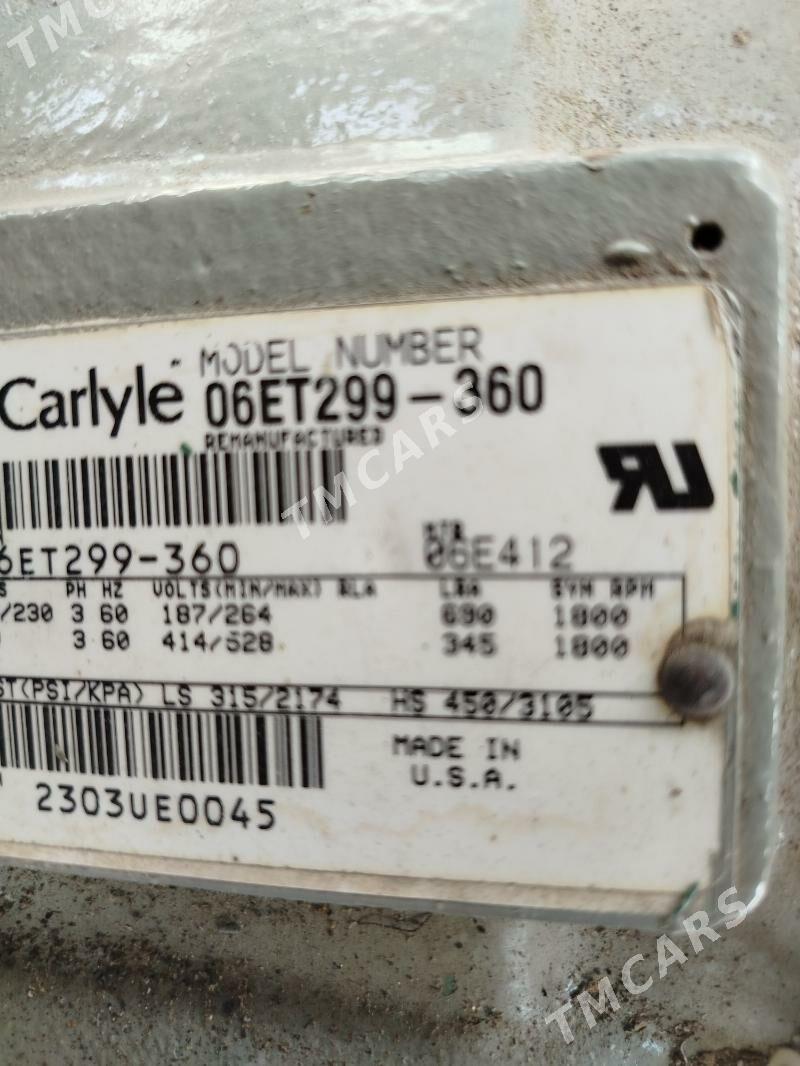 TMCARS
MODEL NUMBER
Carlyle 06ET299-360
REMANUFACTURED
TMCARS
6ET299-360
MTR
06E412
S PH HZ VOLTS(MIN/MAX) RLA LRA SYN RPM
/230 3 60 187/264 690 1800
3 60 414/528 345 1800
ST(PSI/KPA) LS 315/2174 HS 450/3105
MADE IN
U.S.A.
2303UE0045
TMCARS